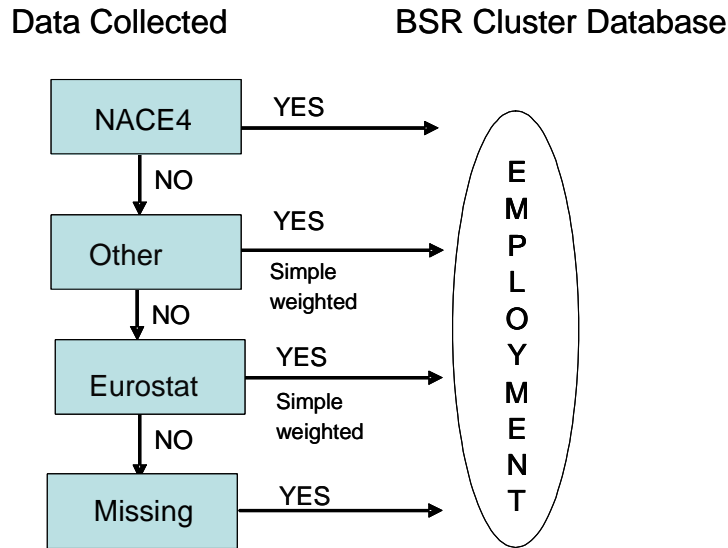 Data Collected
BSR Cluster Database
NACE4
YES
NO
Other
YES
Simple
weighted
NO
Eurostat
YES
Simple
weighted
NO
Missing
YES
EMPLOYMENT